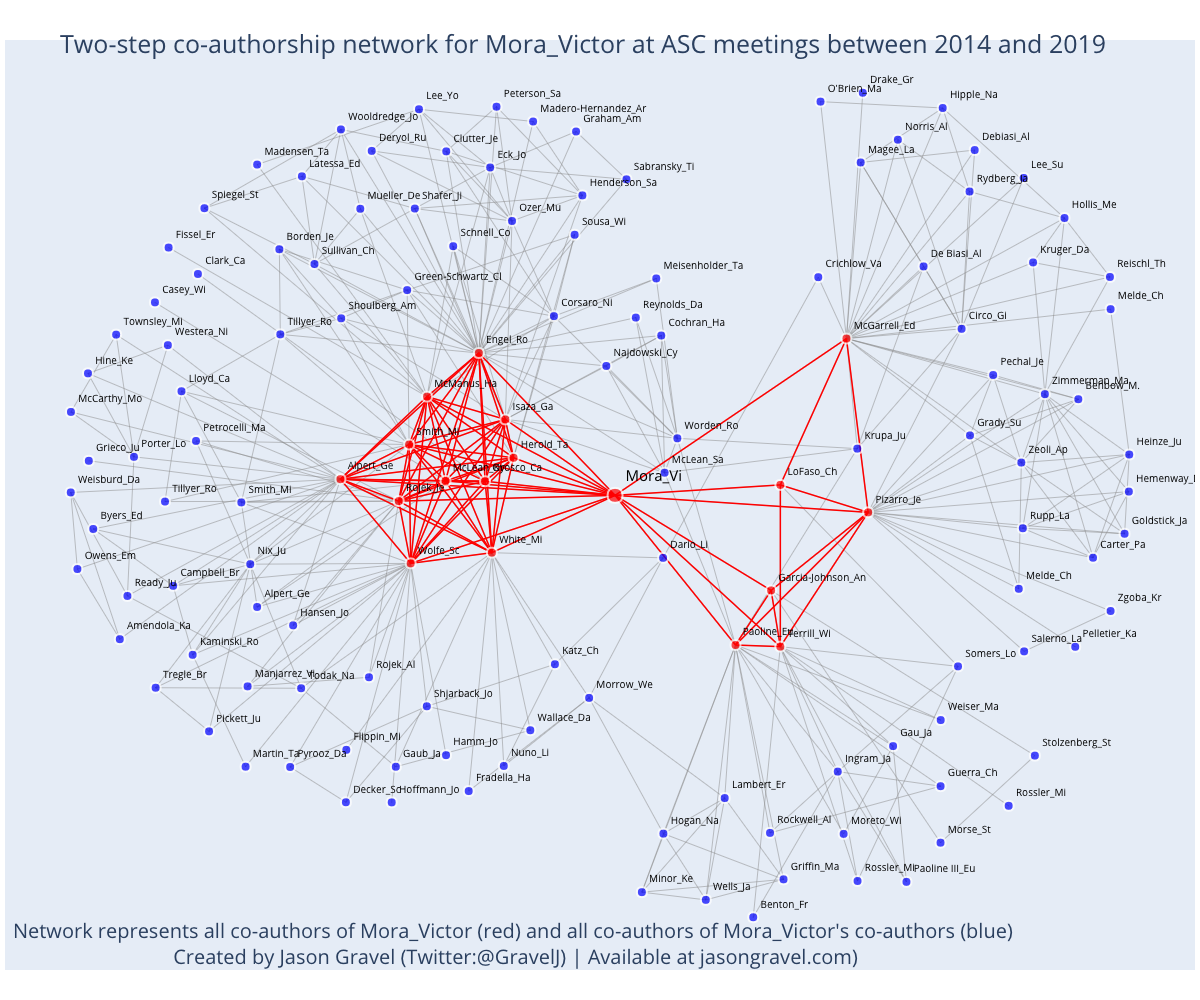 Two-step co-authorship network for Mora_Victor at ASC meetings between 2014 and 2019
Drake_Gr
O'Brien_Ma
Lee_Yo
Peterson_Sa
Hipple_Na
Madero-Hernandez_Ar
Wooldredge_Jo
Graham_Am
Norris_Al
Deryol_Ru
Clutter_Je
Debiasi_Al
Magee_La
Madensen_Ta
Eck_Jo
Latessa_Ed
Lee_Su
Sabransky_Ti
Rydberg_Ja
Henderson_Sa
Spiegel_St
Mueller_De
Shafer_Ji
Ozer_Mu
Hollis_Me
Sousa_Wi
Fissel_Er
Borden_Je
Schnell_Co
Sullivan_Ch
Kruger_Da
De Biasi_Al
Clark_Ca
Crichlow_Va
Meisenholder_Ta
Reischl_Th
Green-Schwartz_Cl
Casey_Wi
Corsaro_Ni
Melde_Ch
Shoulberg_Am
Reynolds_Da
Circo_Gi
Tillyer_Ro
Cochran_Ha
McGarrell_Ed
Townsley_Mi
Westera_Ni
Engel_Ro
Najdowski_Cy
Hine_Ke
Pechal_Je
Lloyd_Ca
McManus_Ha
Zimmerman_Ma
Benbow_M.
McCarthy_Mo
Isaza_Ga
Petrocelli_Ma
Grady_Su
Worden_Ro
Smith_Mi
Krupa_Ju
Grieco_Ju
Porter_Lo
Herold_Ta
Heinze_Ju
Zeoli_Ap
McLean_Sa
Alpert_Ge
LoFaso_Ch
Mora_Vi
Weisburd_Da
Tillyer_Ro
Smith_Mi
Hemenway_
Pizarro_Je
Byers_Ed
Rupp_La
Goldstick_Ja
White_Mi
Wolfe_Sc
Dario_Li
Carter_Pa
Nix_Ju
Owens_Em
Campbell_Br
Ready_Ju
Garcia-Johnson_An
Melde_Ch
Alpert_Ge
Zgoba_Kr
Hansen_Jo
Amendola_Ka
Kaminski_Ro
Paoline_Eu
Terrill_Wi
Salerno_La
Pelletier_Ka
Katz_Ch
Somers_Lo
Rojek_Al
Tregle_Br
Manjarrez_Vi
Todak_Na
Morrow_We
Shjarback_Jo
Weiser_Ma
Pickett_Ju
Wallace_Da
Gau_Ja
Flippin_Mi
Hamm_Jo
Stolzenberg_St
Martin_Ta
Pyrooz_Da
Gaub_Ja
Nuno_Li
Ingram_Ja
Fradella_Ha
Lambert_Er
Guerra_Ch
Decker_Sc
Hoffmann_Jo
Rossler_Mi
Hogan_Na
Rockwell_Al
Moreto_Wi
Morse_St
Minor_Ke
Griffin_Ma
Rossler_Mi
Paoline III_Eu
Wells_Ja
Benton_Fr
Network represents all co-authors of Mora_Victor (red) and all co-authors of Mora_Victor's co-authors (blue)
Created by Jason Gravel (Twitter:@GravelJ) | Available at jasongravel.com)